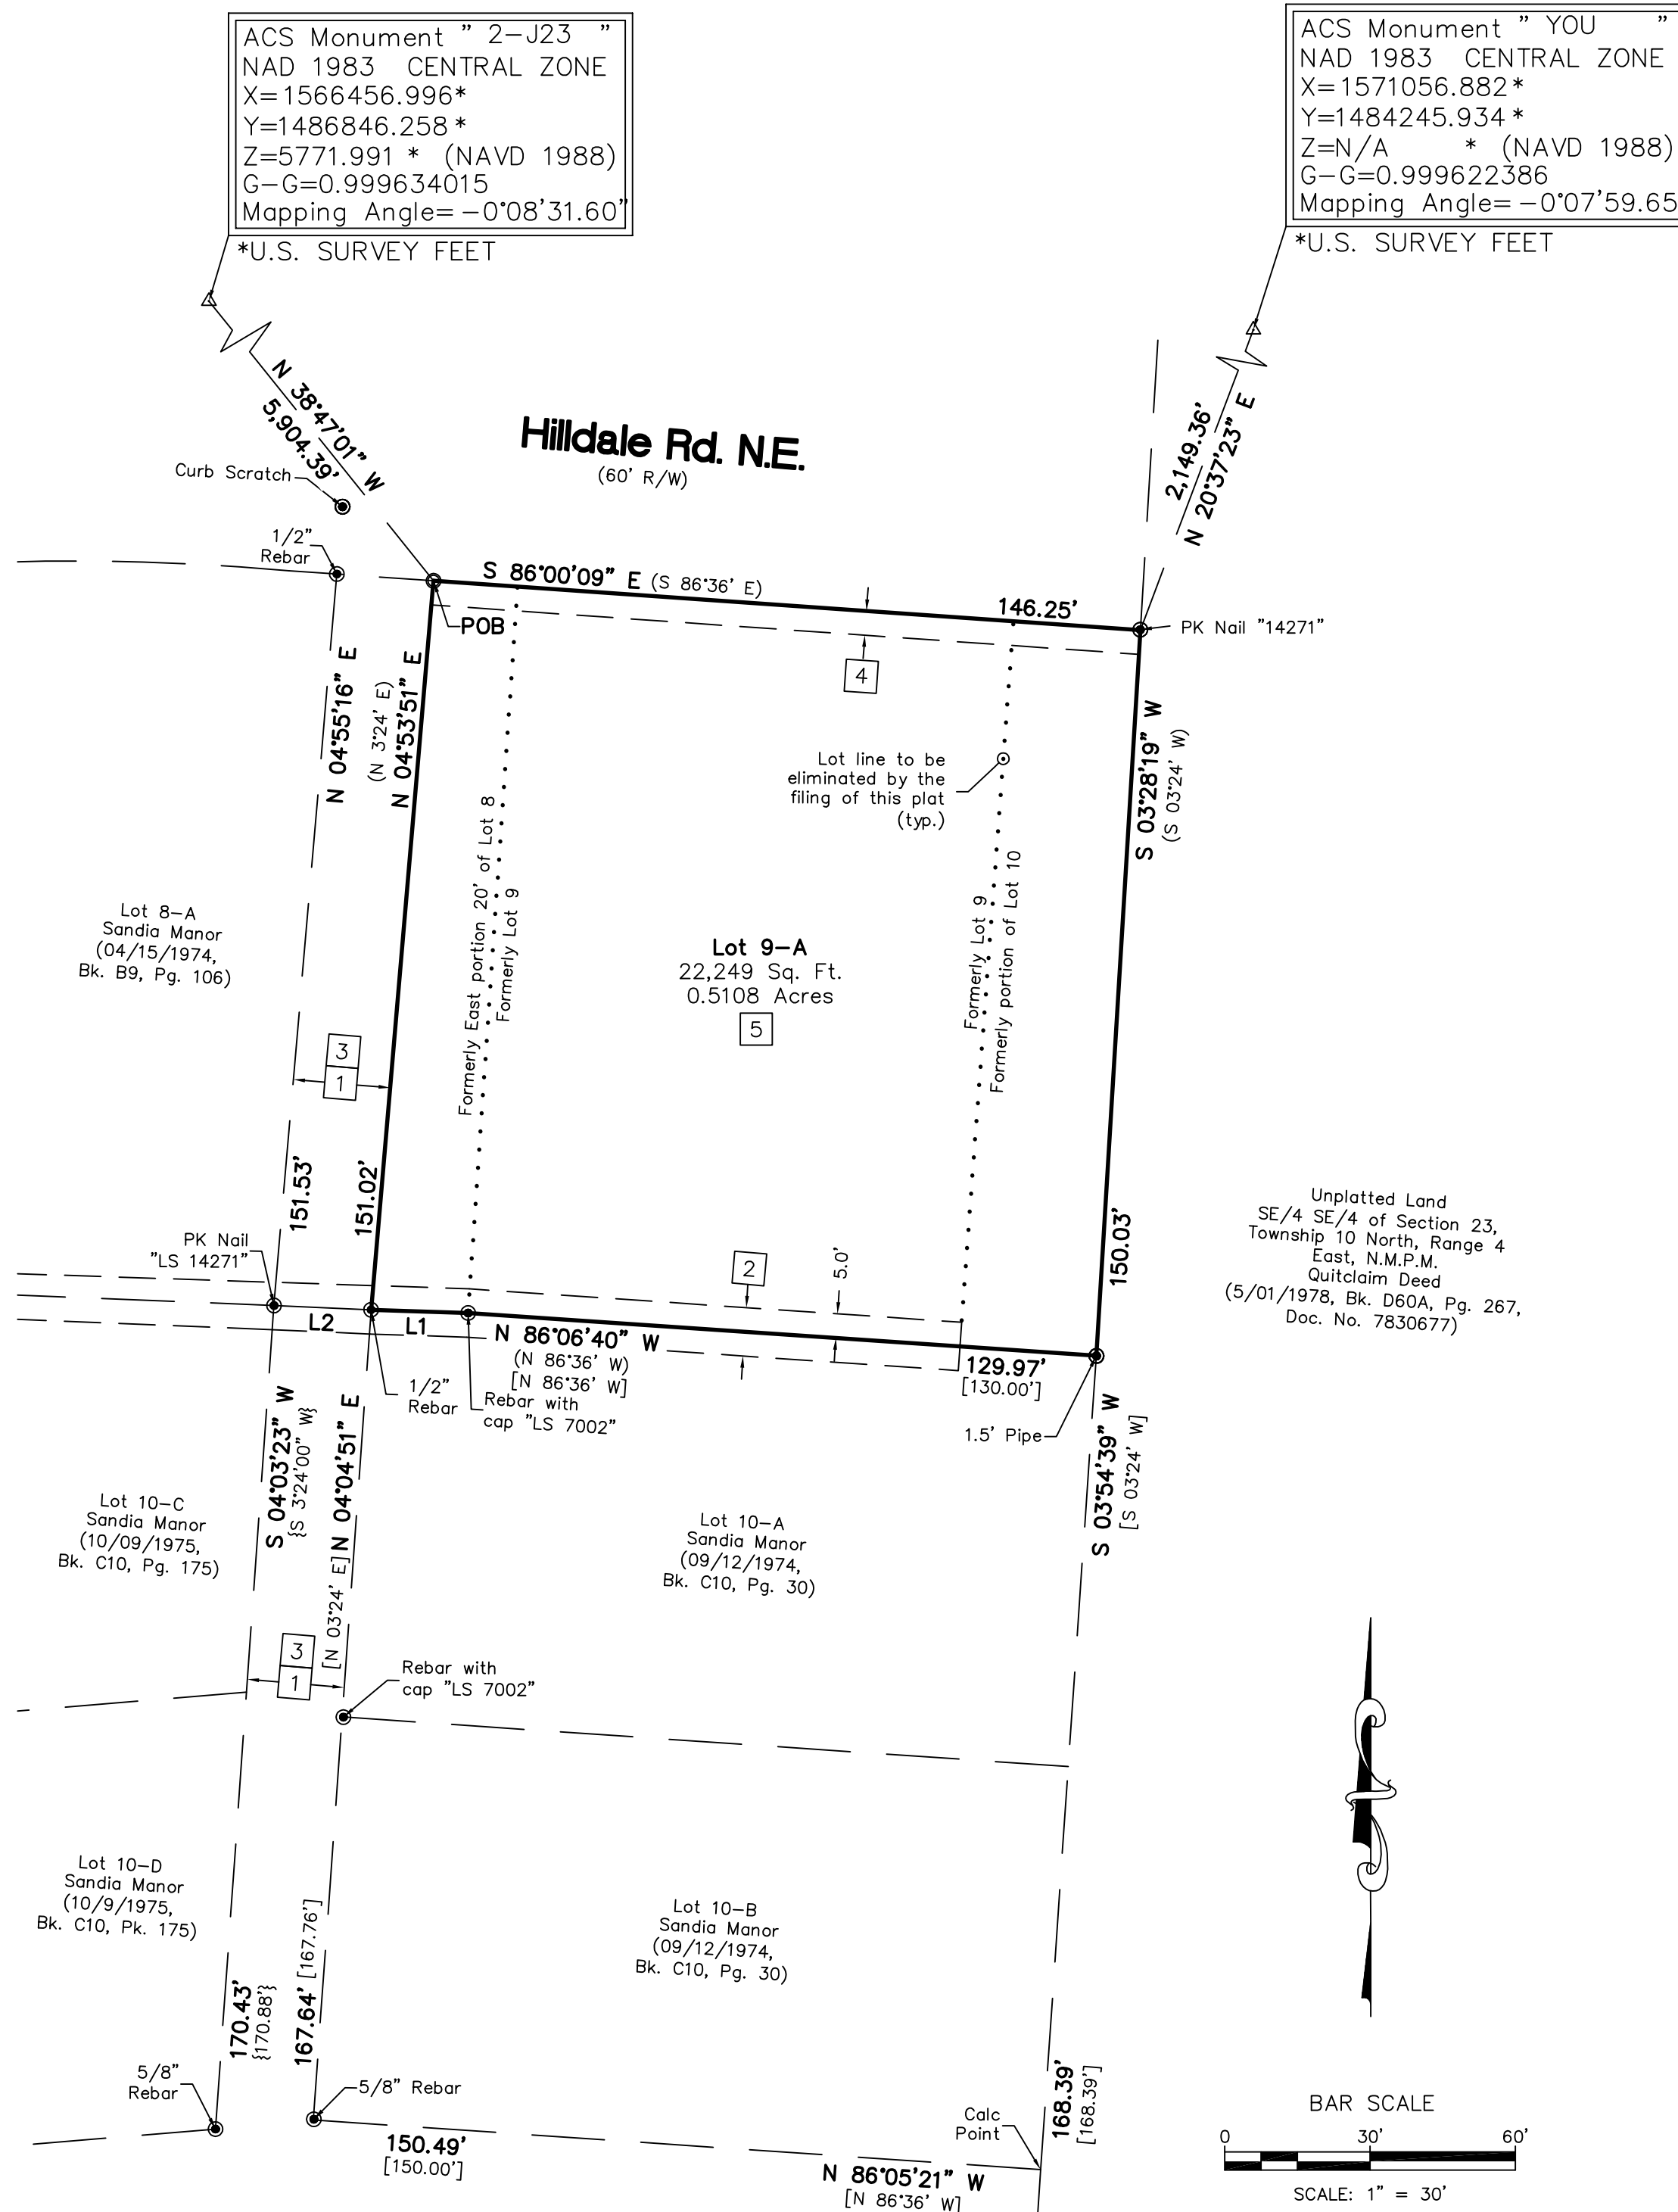 ACS Monument " 2-J23 "
NAD 1983 CENTRAL ZONE
X=1566456.996*
Y=1486846.258*
Z=5771.991 * (NAVD 1988)
G-G=0.999634015
Mapping Angle= -0°08'31.60"
*U.S. SURVEY FEET
ACS Monument " YOU "
NAD 1983 CENTRAL ZONE
X=1571056.882*
Y=1484245.934*
Z=N/A * (NAVD 1988)
G-G=0.999622386
Mapping Angle= -0°07'59.65
*U.S. SURVEY FEET
N 38°47'01" W
5,904.39'
Hilldale Rd. N.E.
(60' R/W)
2,149.36'
N 20°37'23" E
Curb Scratch
1/2"
Rebar
S 86°00'09" E (S 86°36' E)
146.25'
POB
PK Nail "14271"
4
N 04°55'16" E
(N 3°24' E)
N 04°53'51" E
S 03°28'19" W
(S 03°24' W)
Lot line to be
eliminated by the
filing of this plat
(typ.)
Formerly East portion 20' of Lot 8
Formerly Lot 9
Formerly Lot 9
Formerly portion of Lot 10
Lot 8-A
Sandia Manor
(04/15/1974,
Bk. B9, Pg. 106)
Lot 9-A
22,249 Sq. Ft.
0.5108 Acres
5
3
1
151.53'
151.02'
150.03'
PK Nail
"LS 14271"
2
5.0'
Unplatted Land
SE/4 SE/4 of Section 23,
Township 10 North, Range 4
East, N.M.P.M.
Quitclaim Deed
(5/01/1978, Bk. D60A, Pg. 267,
Doc. No. 7830677)
L2
L1
N 86°06'40" W
(N 86°36' W)
[N 86°36' W]
129.97'
[130.00']
1/2"
Rebar
Rebar with
cap "LS 7002"
1.5' Pipe
S 04°03'23" W
{S 3°24'00" W}
N 04°04'51" E
[N 03°24' E]
S 03°54'39" W
[S 03°24' W]
Lot 10-C
Sandia Manor
(10/09/1975,
Bk. C10, Pg. 175)
Lot 10-A
Sandia Manor
(09/12/1974,
Bk. C10, Pg. 30)
3
1
Rebar with
cap "LS 7002"
Lot 10-D
Sandia Manor
(10/9/1975,
Bk. C10, Pk. 175)
Lot 10-B
Sandia Manor
(09/12/1974,
Bk. C10, Pg. 30)
170.43'
{170.88'}
167.64' [167.76']
5/8"
Rebar
5/8" Rebar
150.49'
[150.00']
Calc
Point
168.39'
[168.39']
N 86°05'21" W
[N 86°36' W]
BAR SCALE
0 30' 60'
SCALE: 1" = 30'